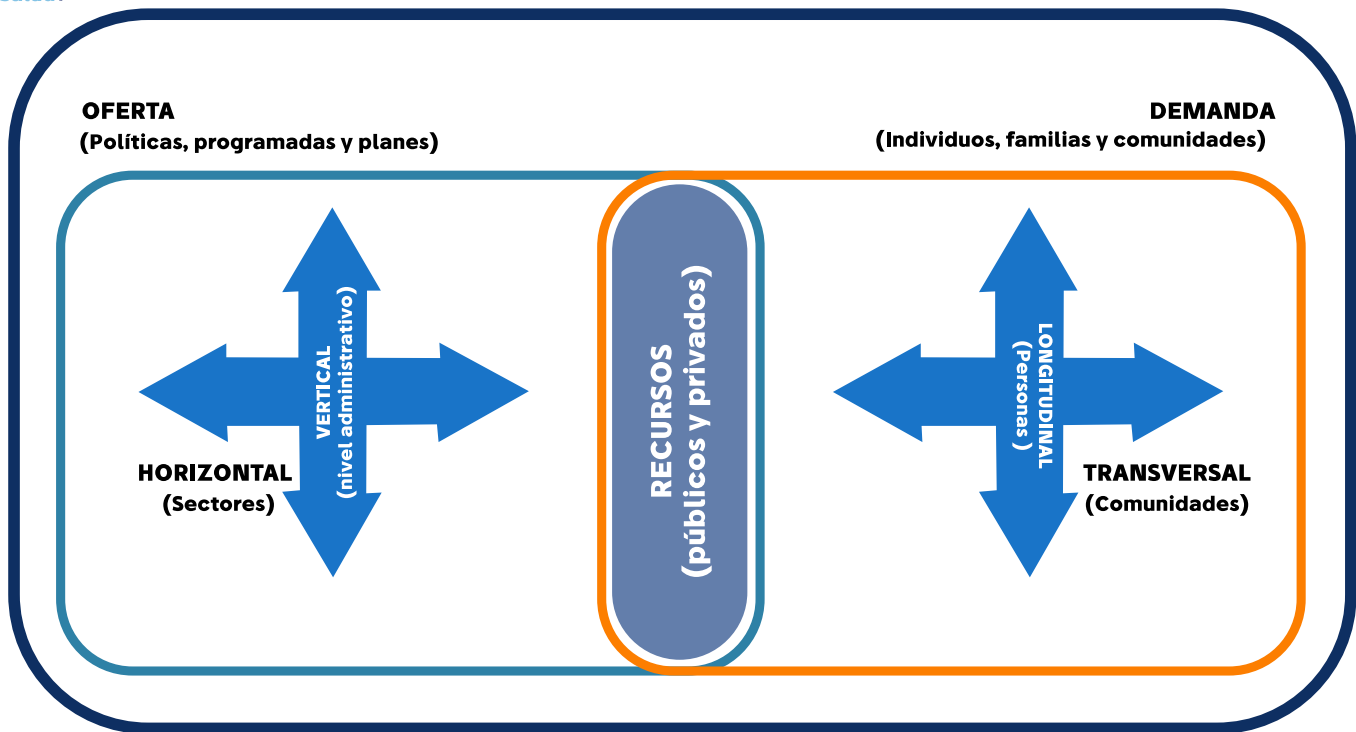 OFERTA
(Políticas, programadas y planes)
DEMANDA
(Individuos, familias y comunidades)
VERTICAL
(nivel administrativo)
HORIZONTAL
(Sectores)
RECURSOS
(públicos y privados)
LONGITUDINAL
(Personas )
TRANSVERSAL
(Comunidades)